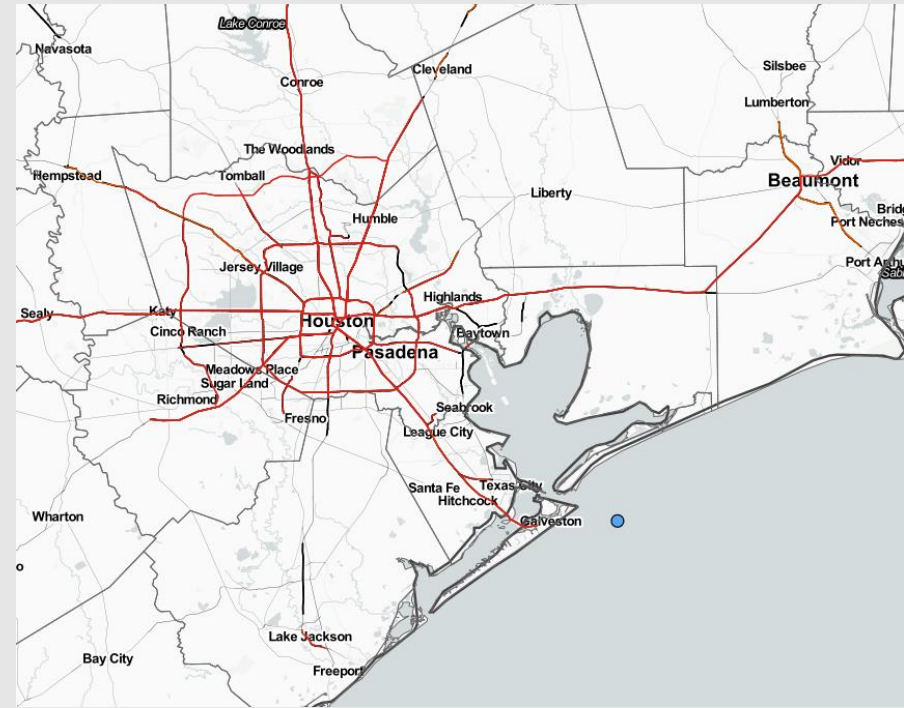 Lake Conroe
Navasota
Conroe
Cleveland
Silsbee
Lumberton
The Woodlands
Tomball
Hempstead
Vidor
Beaumont
Liberty
Humble
Port Neches
Jersey Village
Highlands
Sealy
Katy
Houston
Cinco Ranch
Baytown
Pasadena
Meadows Place
Sugar Land
Richmond
Seabrook
Fresno
League City
Santa Fe
Texas City
Hitchcock
Wharton
Galveston
o
Lake Jackson
Bay City
Freeport